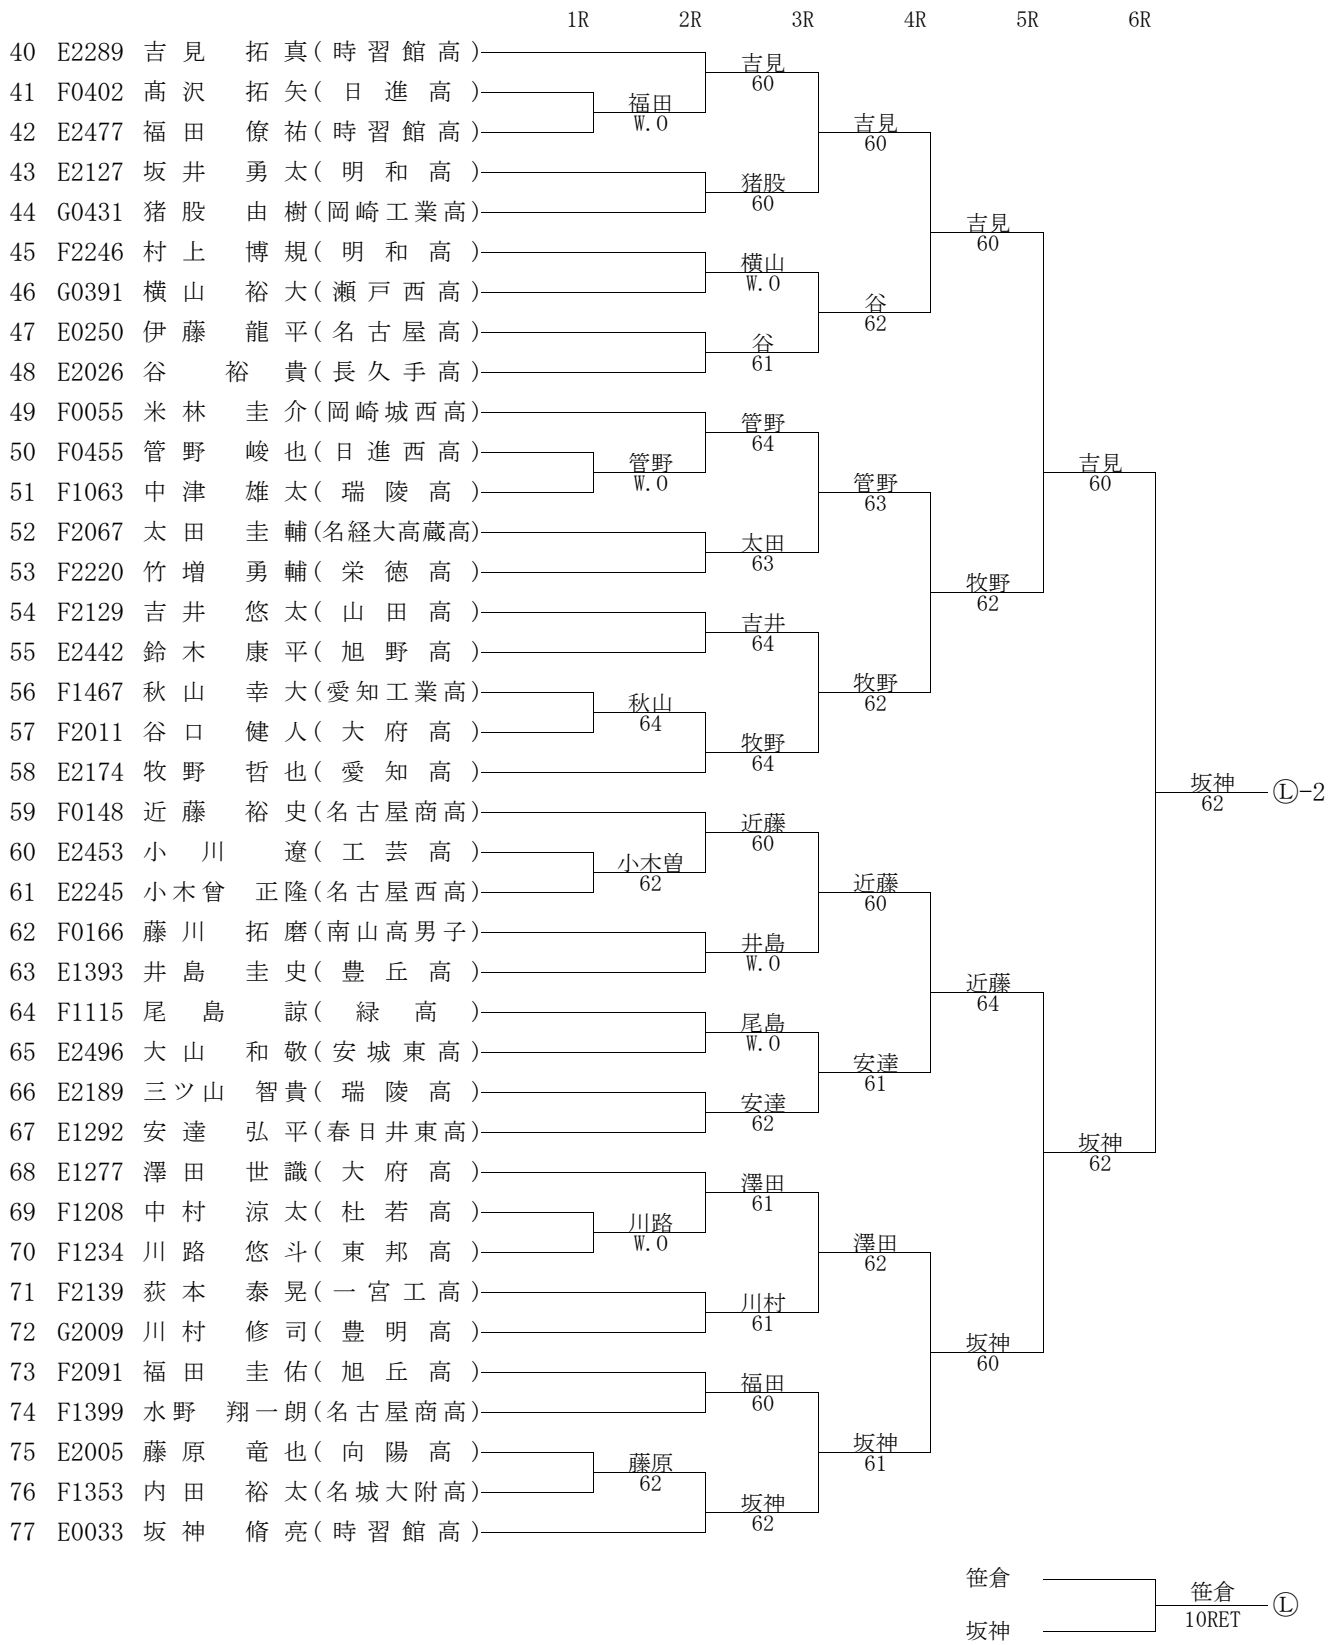 1R 2R 3R 4R 5R 6R
40 E2289 吉見 拓真(時習館高)
吉見
60
41 F0402 髙沢 拓矢(日進高)
福田
W.O
42 E2477 福田 僚祐(時習館高)
吉見
60
43 E2127 坂井 勇太(明和高)
猪股
60
44 G0431 猪股 由樹(岡崎工業高)
吉見
60
45 F2246 村上 博規(明和高)
横山
W.O
46 G0391 横山 裕大(瀬戸西高)
谷
62
47 E0250 伊藤 龍平(名古屋高)
谷
61
48 E2026 谷 裕貴(長久手高)
49 F0055 米林 圭介(岡崎城西高)
管野
64
50 F0455 管野 峻也(日進西高)
管野
W.O
吉見
60
51 F1063 中津 雄太(瑞陵高)
管野
63
52 F2067 太田 圭輔(名経大高蔵高)
太田
63
53 F2220 竹増 勇輔(栄徳高)
牧野
62
54 F2129 吉井 悠太(山田高)
吉井
64
55 E2442 鈴木 康平(旭野高)
牧野
62
56 F1467 秋山 幸大(愛知工業高)
秋山
64
57 F2011 谷口 健人(大府高)
牧野
64
58 E2174 牧野 哲也(愛知高)
坂神
62
Ⓛ-2
59 F0148 近藤 裕史(名古屋商高)
近藤
60
60 E2453 小川 遼(工芸高)
小木曽
62
61 E2245 小木曾 正隆(名古屋西高)
近藤
60
62 F0166 藤川 拓磨(南山高男子)
井島
W.O
63 E1393 井島 圭史(豊丘高)
近藤
64
64 F1115 尾島 諒(緑高)
尾島
W.O
65 E2496 大山 和敬(安城東高)
安達
61
66 E2189 三ツ山 智貴(瑞陵高)
安達
62
67 E1292 安達 弘平(春日井東高)
坂神
62
68 E1277 澤田 世識(大府高)
澤田
61
69 F1208 中村 涼太(杜若高)
川路
W.O
70 F1234 川路 悠斗(東邦高)
澤田
62
71 F2139 荻本 泰晃(一宮工高)
川村
61
72 G2009 川村 修司(豊明高)
坂神
60
73 F2091 福田 圭佑(旭丘高)
福田
60
74 F1399 水野 翔一朗(名古屋商高)
坂神
61
75 E2005 藤原 竜也(向陽高)
藤原
62
76 F1353 内田 裕太(名城大附高)
坂神
62
77 E0033 坂神 脩亮(時習館高)
笹倉
笹倉
10RET
Ⓛ
坂神